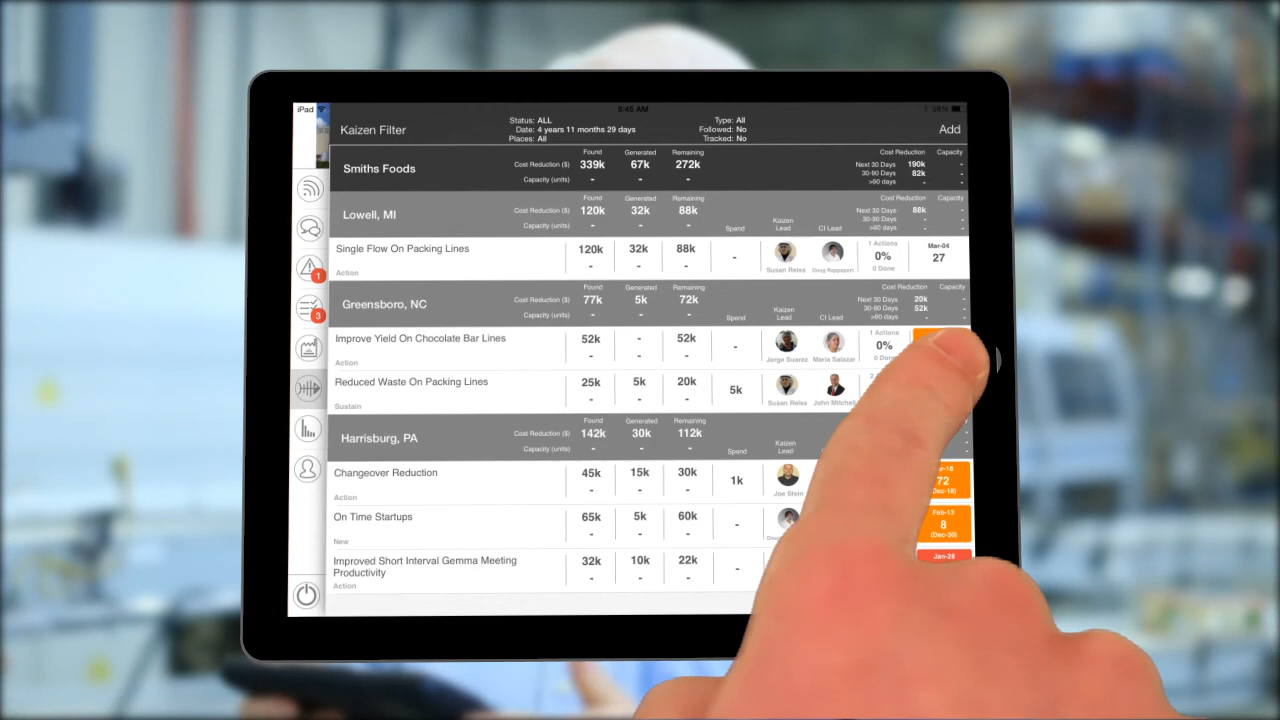 iPad 9:45 AM 58%
Kaizen Filter
Status: ALL
Date: 4 years 11 months 29 days
Places: All
Type: All
Followed: No
Tracked: No
Add
Smiths Foods
Found Generated Remaining
Cost Reduction ($) 339k 67k 272k
Capacity (units) - - -
Cost Reduction Capacity
Next 30 Days 190k -
30-90 Days 82k -
>90 days - -
Lowell, MI
Found Generated Remaining
Cost Reduction ($) 120k 32k 88k
Capacity (units) - - -
Spend
Kaizen Lead
CI Lead
Cost Reduction Capacity
Next 30 Days 88k -
30-90 Days - -
>90 days - -
Single Flow On Packing Lines
Action
120k 32k 88k -
- - -
Susan Reiss Doug Rappaport
1 Actions
0%
0 Done
Mar-04
27
1
3
Greensboro, NC
Found Generated Remaining
Cost Reduction ($) 77k 5k 72k
Capacity (units) - - -
Spend
Kaizen Lead
CI Lead
Cost Reduction Capacity
Next 30 Days 20k -
30-90 Days 52k -
>90 days - -
Improve Yield On Chocolate Bar Lines
Action
52k - 52k -
- - -
Jorge Suarez Maria Salazar
1 Actions
0%
0 Done
Reduced Waste On Packing Lines
Sustain
25k 5k 20k 5k
- - -
Susan Reiss John Mitchell
Harrisburg, PA
Found Generated Remaining
Cost Reduction ($) 142k 30k 112k
Capacity (units) - - -
Spend
Kaizen Lead
Changeover Reduction
Action
45k 15k 30k 1k
- - -
Joe Stein
72
(Dec-18)
On Time Startups
New
65k 5k 60k -
- - -
Feb-13
8
(Dec-30)
Improved Short Interval Gemma Meeting
Productivity
Action
32k 10k 22k -
- - -
Jan-28